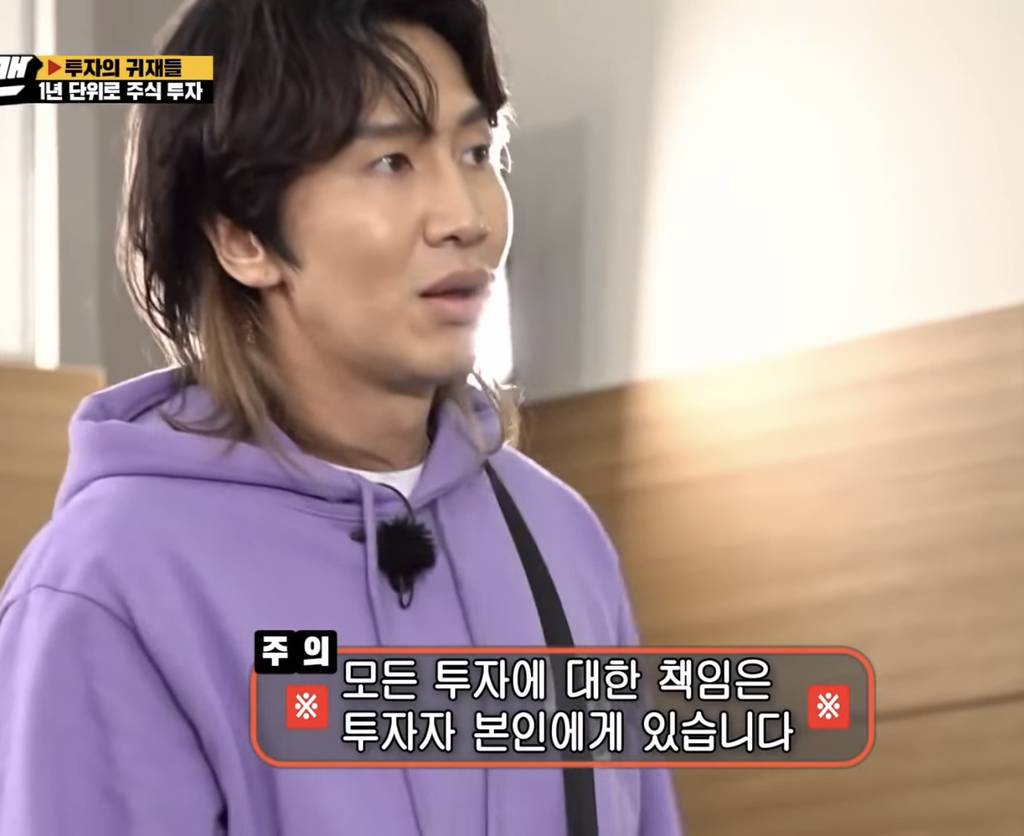 맨
▶투자의 귀재들
1년 단위로 주식 투자
주의
※ 모든 투자에 대한 책임은 ※
투자자 본인에게 있습니다